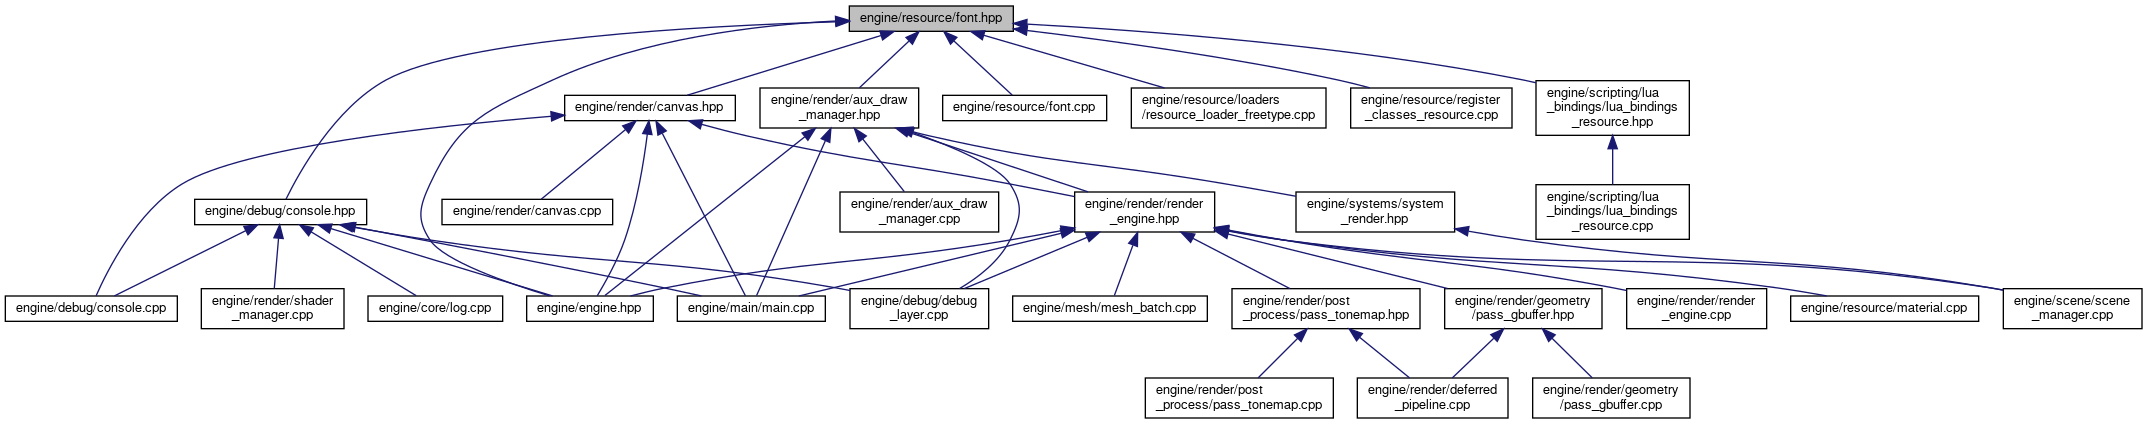 engine/resource/font.hpp
engine/render/canvas.hpp
engine/render/aux_draw
_manager.hpp
engine/resource/font.cpp
engine/resource/loaders
/resource_loader_freetype.cpp
engine/resource/register
_classes_resource.cpp
engine/scripting/lua
_bindings/lua_bindings
_resource.hpp
engine/debug/console.hpp
engine/render/canvas.cpp
engine/render/aux_draw
_manager.cpp
engine/render/render
_engine.hpp
engine/systems/system
_render.hpp
engine/scripting/lua
_bindings/lua_bindings
_resource.cpp
engine/debug/console.cpp
engine/render/shader
_manager.cpp
engine/core/log.cpp
engine/engine.hpp
engine/main/main.cpp
engine/debug/debug
_layer.cpp
engine/mesh/mesh_batch.cpp
engine/render/post
_process/pass_tonemap.hpp
engine/render/geometry
/pass_gbuffer.hpp
engine/render/render
_engine.cpp
engine/resource/material.cpp
engine/scene/scene
_manager.cpp
engine/render/post
_process/pass_tonemap.cpp
engine/render/deferred
_pipeline.cpp
engine/render/geometry
/pass_gbuffer.cpp